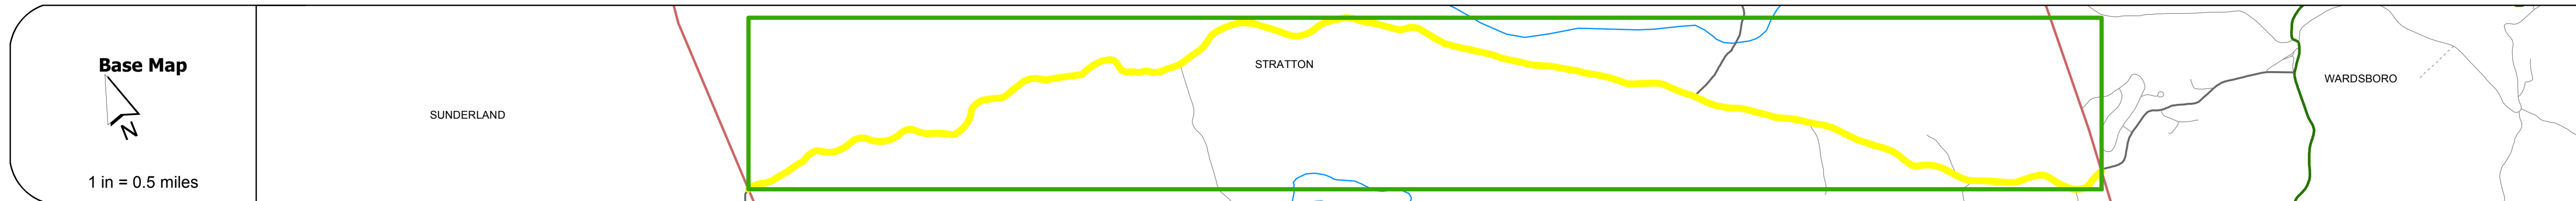 Base Map
N
1 in = 0.5 miles
SUNDERLAND
STRATTON
WARDSBORO